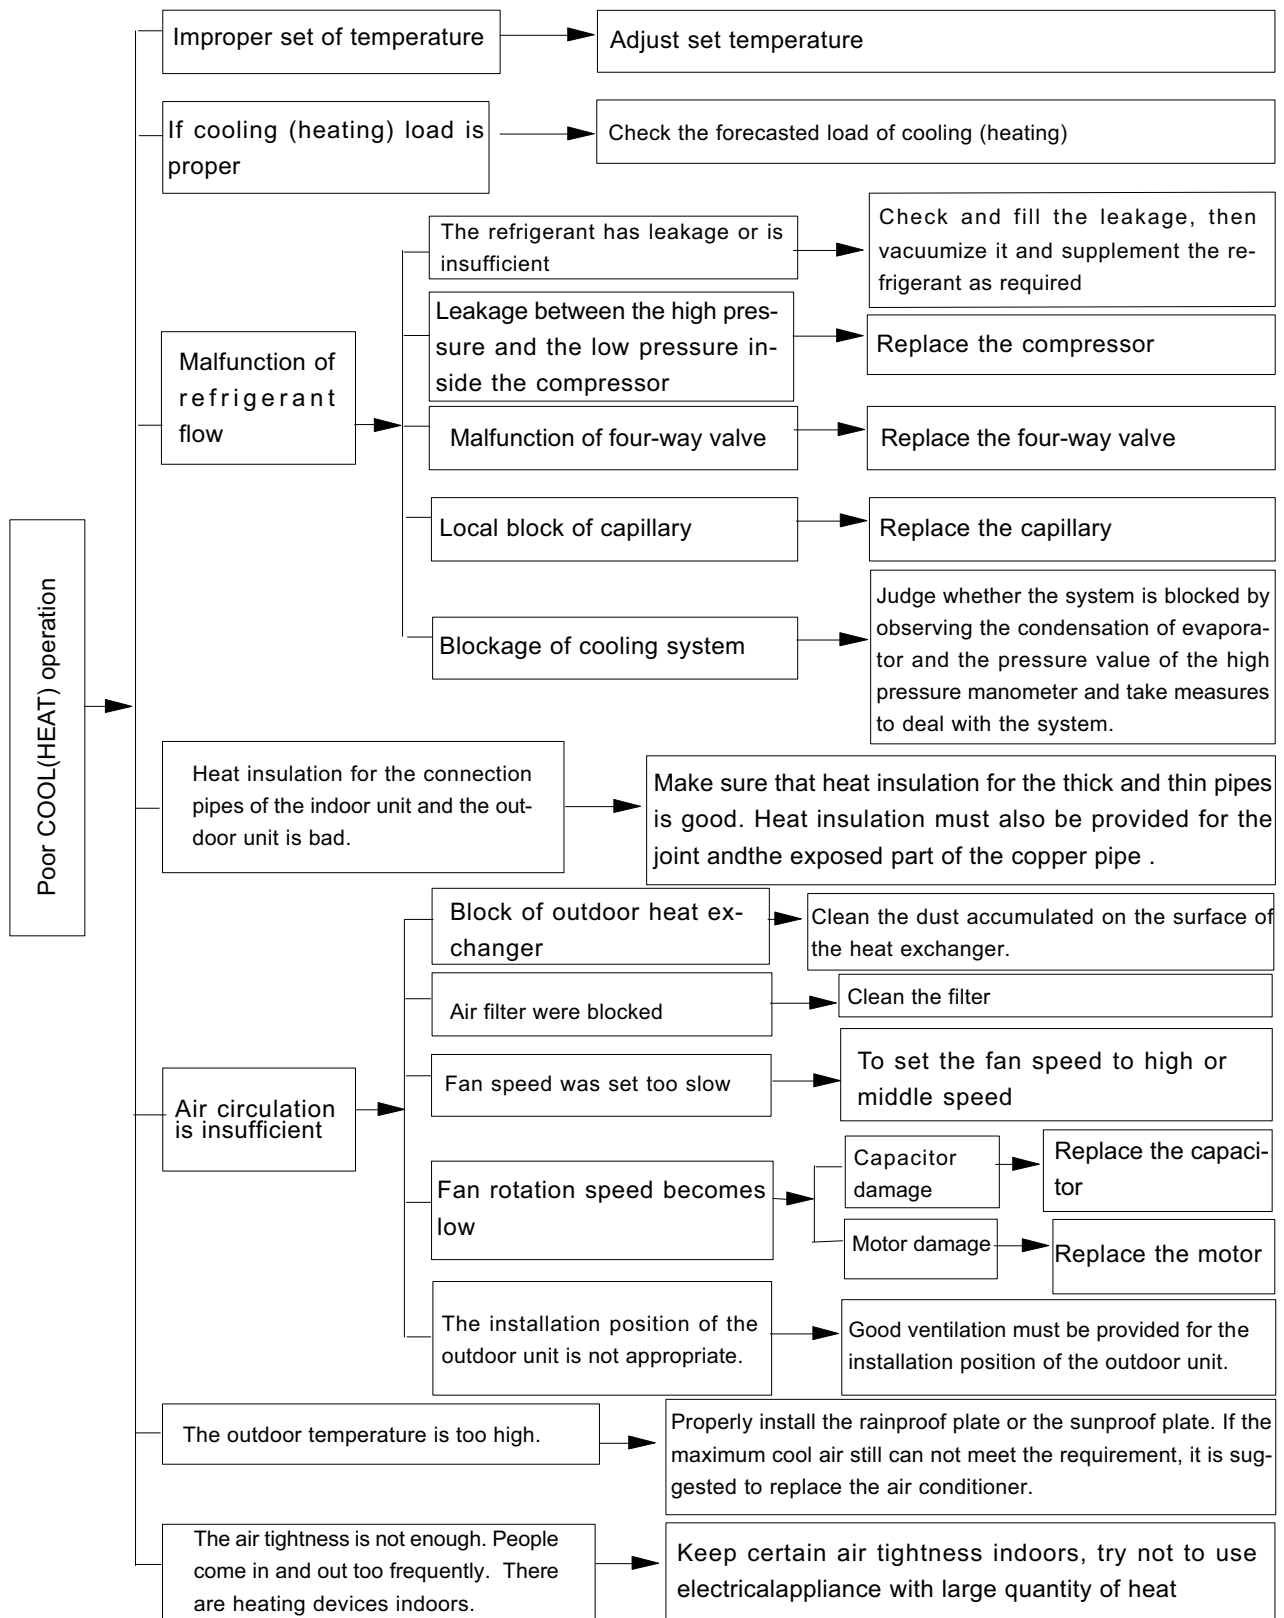 Improper set of temperature
Adjust set temperature
If cooling (heating) load is
proper
Check the forecasted load of cooling (heating)
The refrigerant has leakage or is
insufficient
Check and fill the leakage, then
vacuumize it and supplement the re-
frigerant as required
Leakage between the high pres-
sure and the low pressure in-
side the compressor
Replace the compressor
Malfunction of
refrigerant
flow
Malfunction of four-way valve
Replace the four-way valve
Local block of capillary
Replace the capillary
Blockage of cooling system
Judge whether the system is blocked by
observing the condensation of evapora-
tor and the pressure value of the high
pressure manometer and take measures
to deal with the system.
Poor COOL(HEAT) operation
Heat insulation for the connection
pipes of the indoor unit and the out-
door unit is bad.
Make sure that heat insulation for the thick and thin pipes
is good. Heat insulation must also be provided for the
joint andthe exposed part of the copper pipe .
Block of outdoor heat ex-
changer
Clean the dust accumulated on the surface of
the heat exchanger.
Air filter were blocked
Clean the filter
Fan speed was set too slow
To set the fan speed to high or
middle speed
Air circulation
is insufficient
Fan rotation speed becomes
low
Capacitor
damage
Replace the capaci-
tor
Motor damage
Replace the motor
The installation position of the
outdoor unit is not appropriate.
Good ventilation must be provided for the
installation position of the outdoor unit.
The outdoor temperature is too high.
Properly install the rainproof plate or the sunproof plate. If the
maximum cool air still can not meet the requirement, it is sug-
gested to replace the air conditioner.
The air tightness is not enough. People
come in and out too frequently. There
are heating devices indoors.
Keep certain air tightness indoors, try not to use
electricalappliance with large quantity of heat